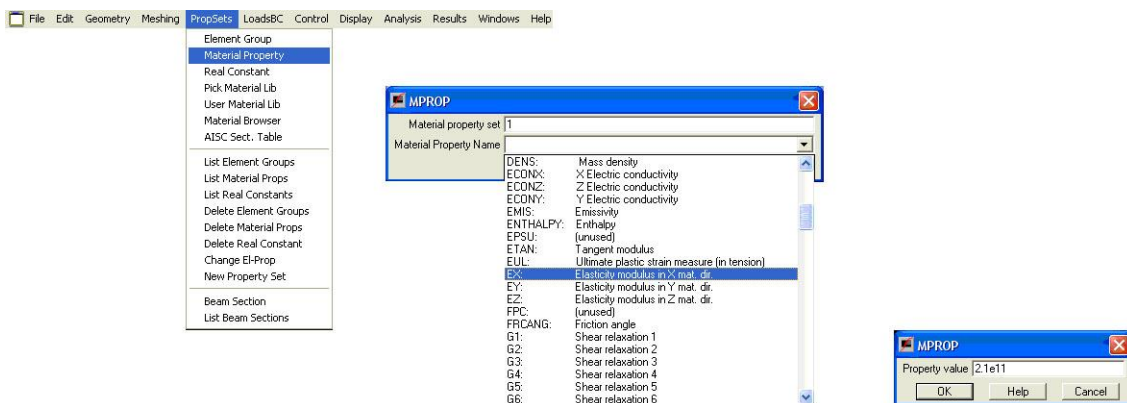 File Edit Geometry Meshing PropSets LoadsBC Control Display Analysis Results Windows Help
Element Group
Material Property
Real Constant
Pick Material Lib
User Material Lib
Material Browser
AISC Sect. Table
List Element Groups
List Material Props
List Real Constants
Delete Element Groups
Delete Material Props
Delete Real Constant
Change El-Prop
New Property Set
Beam Section
List Beam Sections
MPROP
Material property set 1
Material Property Name
DENS: Mass density
ECONX: X Electric conductivity
ECONZ: Z Electric conductivity
ECONY: Y Electric conductivity
EMIS: Emissivity
ENTHALPY: Enthalpy
EPSU: (unused)
ETAN: Tangent modulus
EUL: Ultimate plastic strain measure (in tension)
EX: Elasticity modulus in X mat. dir.
EY: Elasticity modulus in Y mat. dir.
EZ: Elasticity modulus in Z mat. dir.
FPC: (unused)
FRCANG: Friction angle
G1: Shear relaxation 1
G2: Shear relaxation 2
G3: Shear relaxation 3
G4: Shear relaxation 4
G5: Shear relaxation 5
G6: Shear relaxation 6
MPROP
Property value 2.1e11
OK Help Cancel